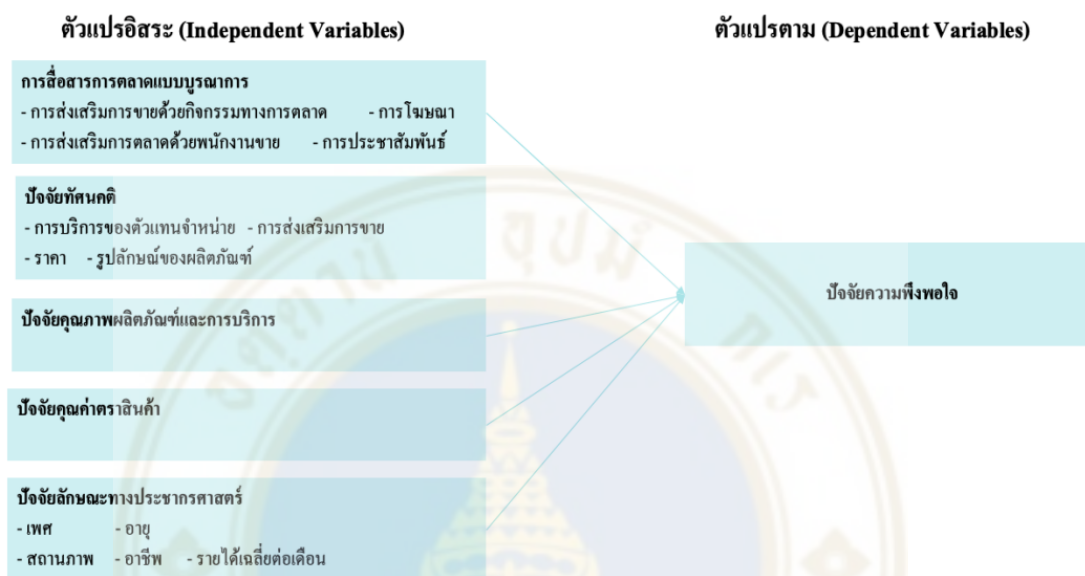 ตัวแปรอิสระ (Independent Variables)
ตัวแปรตาม (Dependent Variables)
การสื่อสารการตลาดแบบบูรณาการ
- การส่งเสริมการขายด้วยกิจกรรมทางการตลาด - การโฆษณา
- การส่งเสริมการตลาดด้วยพนักงานขาย - การประชาสัมพันธ์
ปัจจัยทัศนคติ
- การบริการของตัวแทนจำหน่าย - การส่งเสริมการขาย
- ราคา - รูปลักษณ์ของผลิตภัณฑ์
ปัจจัยคุณภาพผลิตภัณฑ์และการบริการ
ปัจจัยคุณค่าตราสินค้า
ปัจจัยลักษณะทางประชากรศาสตร์
- เพศ - อายุ
- สถานภาพ - อาชีพ - รายได้เฉลี่ยต่อเดือน
ปัจจัยความพึงพอใจ
อตฺตานํ อุปมํ กเร